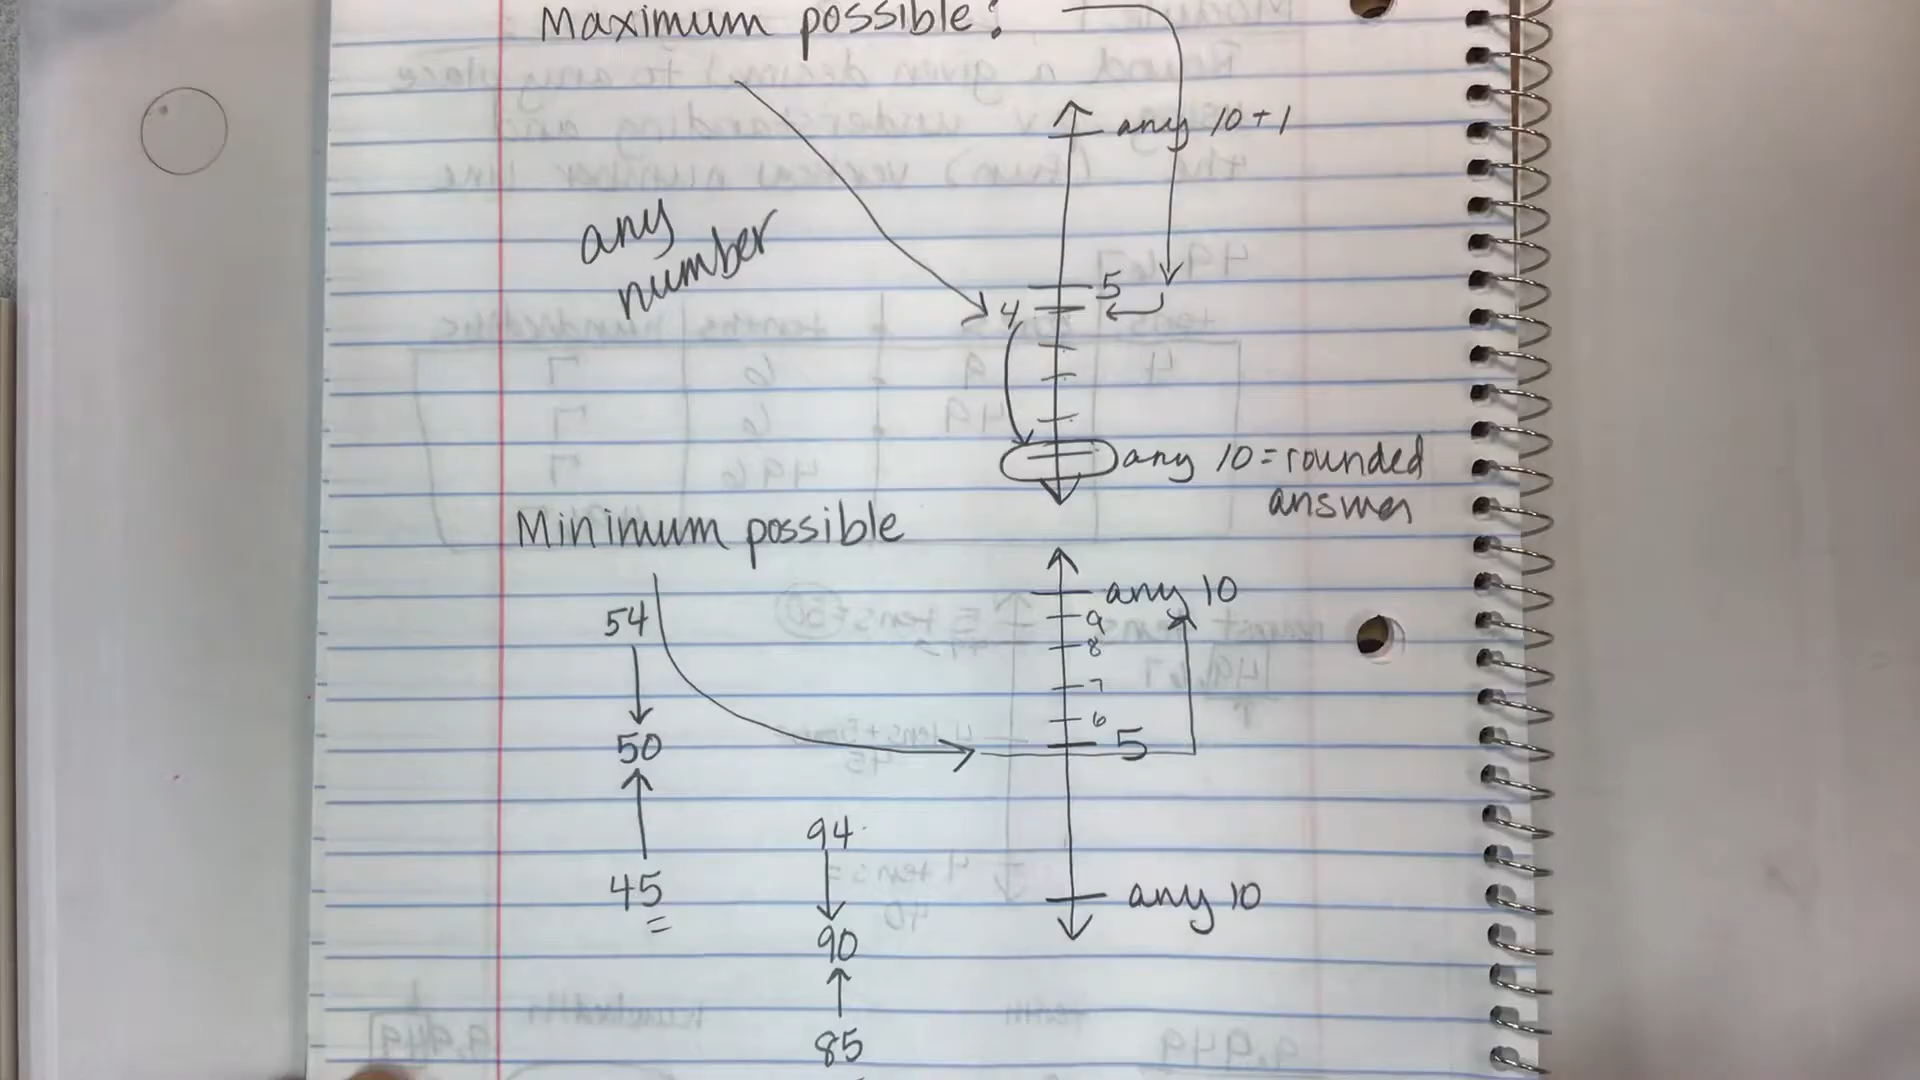 Maximum possible:
any 10 + 1
any
number
5
4
any 10 = rounded
answer
Minimum possible
any 10
54
9
8
7
6
50
5
94
45
any 10
90
85